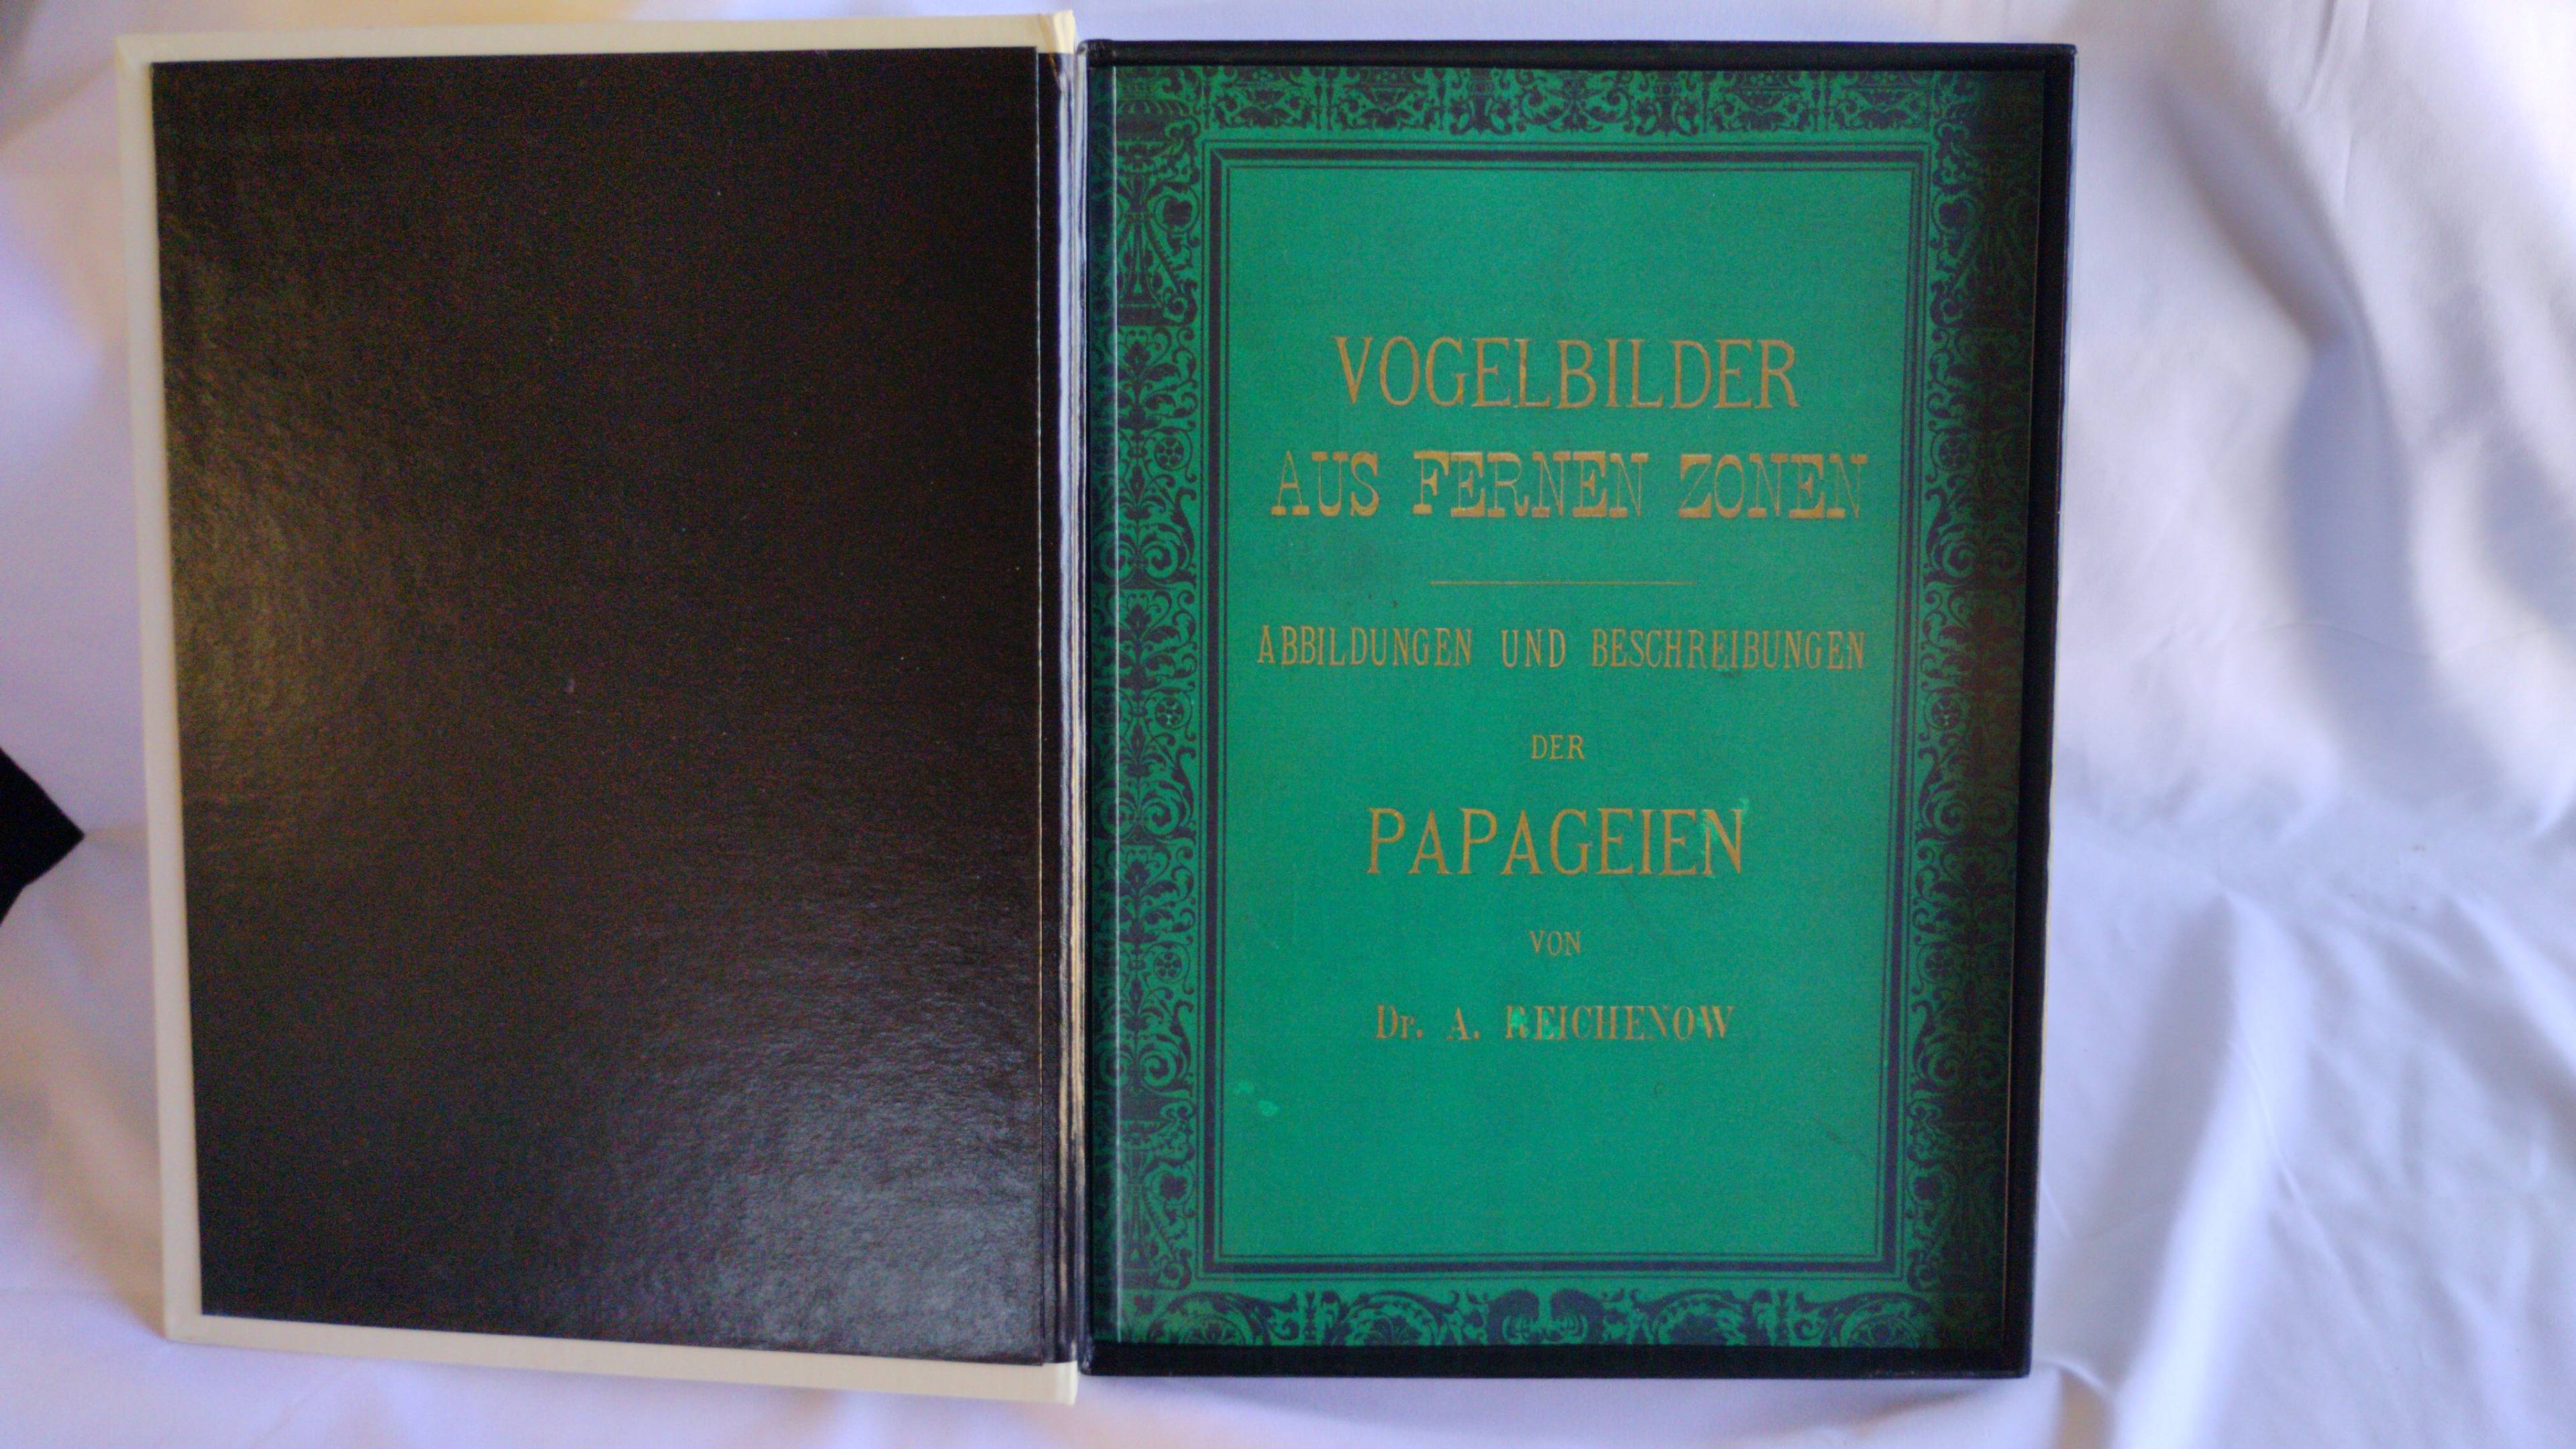 VOGELBILDER
AUS FERNEN ZONEN
ABBILDUNGEN UND BESCHREIBUNGEN
DER
PAPAGEIEN
VON
Dr. A. REICHENOW